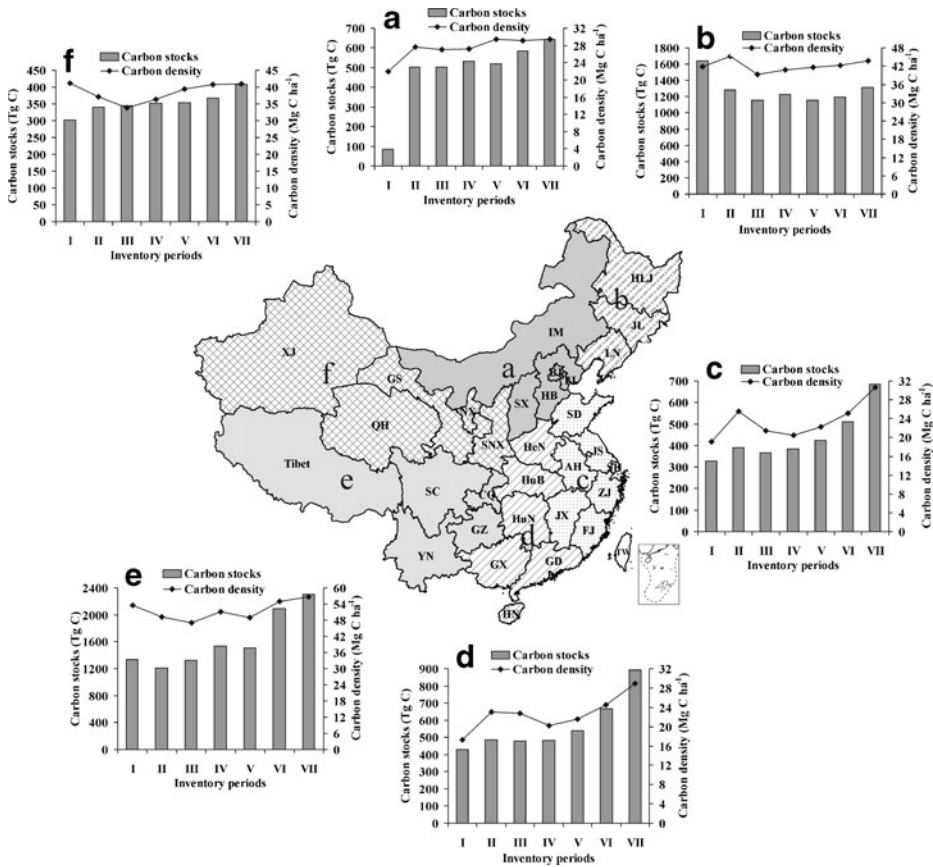 f
Carbon stocks
Carbon density
Carbon stocks (Tg C)
450
400
350
300
250
200
150
100
50
0
45
40
35
30
25
20
15
10
5
0
Carbon density (Mg C ha⁻¹)
I II III IV V VI VII
Inventory periods
a
Carbon stocks
Carbon density
Carbon stocks (Tg C)
700
600
500
400
300
200
100
0
32
28
24
20
16
12
8
4
0
Carbon density (Mg C ha⁻¹)
I II III IV V VI VII
Inventory periods
b
Carbon stocks
Carbon density
Carbon stocks (Tg C)
1800
1600
1400
1200
1000
800
600
400
200
0
48
44
40
36
32
28
24
20
16
12
8
4
0
Carbon density (Mg C ha⁻¹)
I II III IV V VI VII
Inventory periods
HLJ
b
JL
LN
IM
XJ
f
a
GS
HB
SX
QH
SD
SNX
HeN
JS
Tibet
e
AH
HuB
c
SC
ZJ
HuN
JX
GZ
d
FJ
YN
GX
GD
TW
HN
c
Carbon stocks
Carbon density
Carbon stocks (Tg C)
700
600
500
400
300
200
100
0
32
28
24
20
16
12
8
4
0
Carbon density (Mg C ha⁻¹)
I II III IV V VI VII
Inventory periods
e
Carbon stocks
Carbon density
Carbon stocks (Tg C)
2400
2000
1600
1200
800
400
0
60
54
48
42
36
30
24
18
12
6
0
Carbon density (Mg C ha⁻¹)
I II III IV V VI VII
Inventory periods
d
Carbon stocks
Carbon density
Carbon stocks (Tg C)
900
800
700
600
500
400
300
200
100
0
32
28
24
20
16
12
8
4
0
Carbon density (Mg C ha⁻¹)
I II III IV V VI VII
Inventory periods